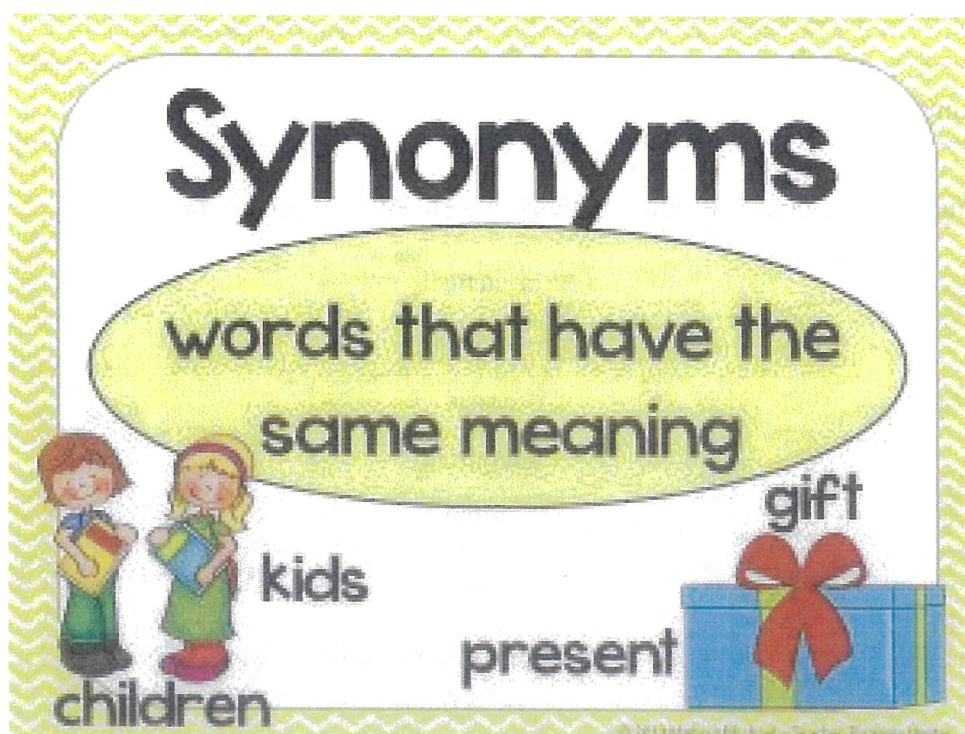 Synonyms
words that have the
same meaning
gift
kids
present
children